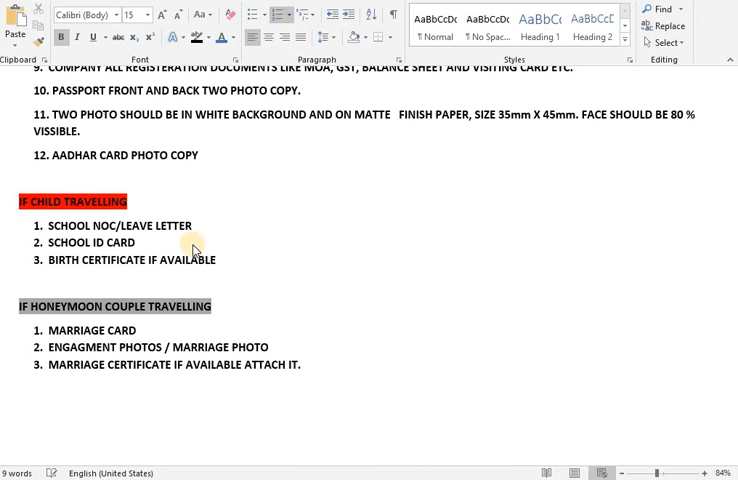 Calibri (Body) 15 A A Aa Find
AaBbCcDc AaBbCcDc AaBbCc AaBbCcD
Replace
Paste B I U abc x2 x2 A A ¶ Normal ¶ No Spac... Heading 1 Heading 2 Select
Clipboard Font Paragraph Styles Editing
9. COMPANY ALL REGISTERATION DOCUMENTS LIKE MOA, GST, BALANCE SHEET AND VISITING CARD ETC.
10. PASSPORT FRONT AND BACK TWO PHOTO COPY.
11. TWO PHOTO SHOULD BE IN WHITE BACKGROUND AND ON MATTE FINISH PAPER, SIZE 35mm X 45mm. FACE SHOULD BE 80 %
VISSIBLE.
12. AADHAR CARD PHOTO COPY
IF CHILD TRAVELLING
1. SCHOOL NOC/LEAVE LETTER
2. SCHOOL ID CARD
3. BIRTH CERTIFICATE IF AVAILABLE
IF HONEYMOON COUPLE TRAVELLING
1. MARRIAGE CARD
2. ENGAGMENT PHOTOS / MARRIAGE PHOTO
3. MARRIAGE CERTIFICATE IF AVAILABLE ATTACH IT.
9 words English (United States) 84%